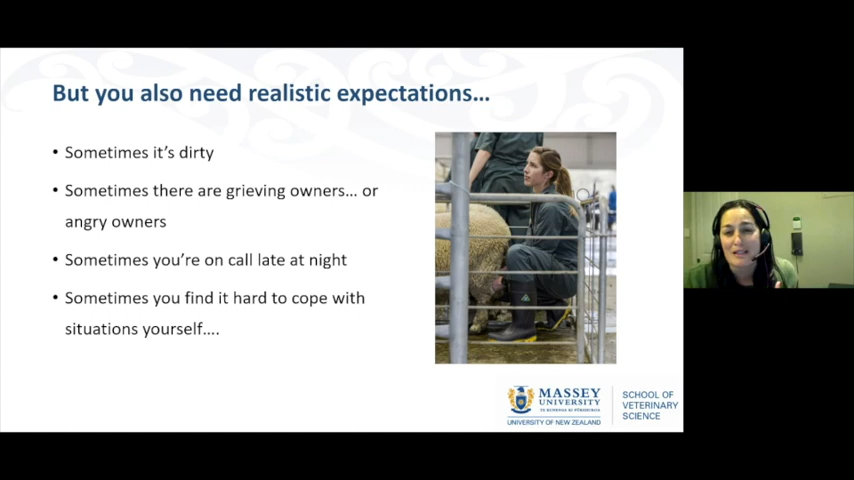 But you also need realistic expectations...
• Sometimes it's dirty
• Sometimes there are grieving owners... or
angry owners
• Sometimes you're on call late at night
• Sometimes you find it hard to cope with
situations yourself....
MASSEY
UNIVERSITY
TE KUNENGA KI PŪREHUROA
UNIVERSITY OF NEW ZEALAND
SCHOOL OF
VETERINARY
SCIENCE